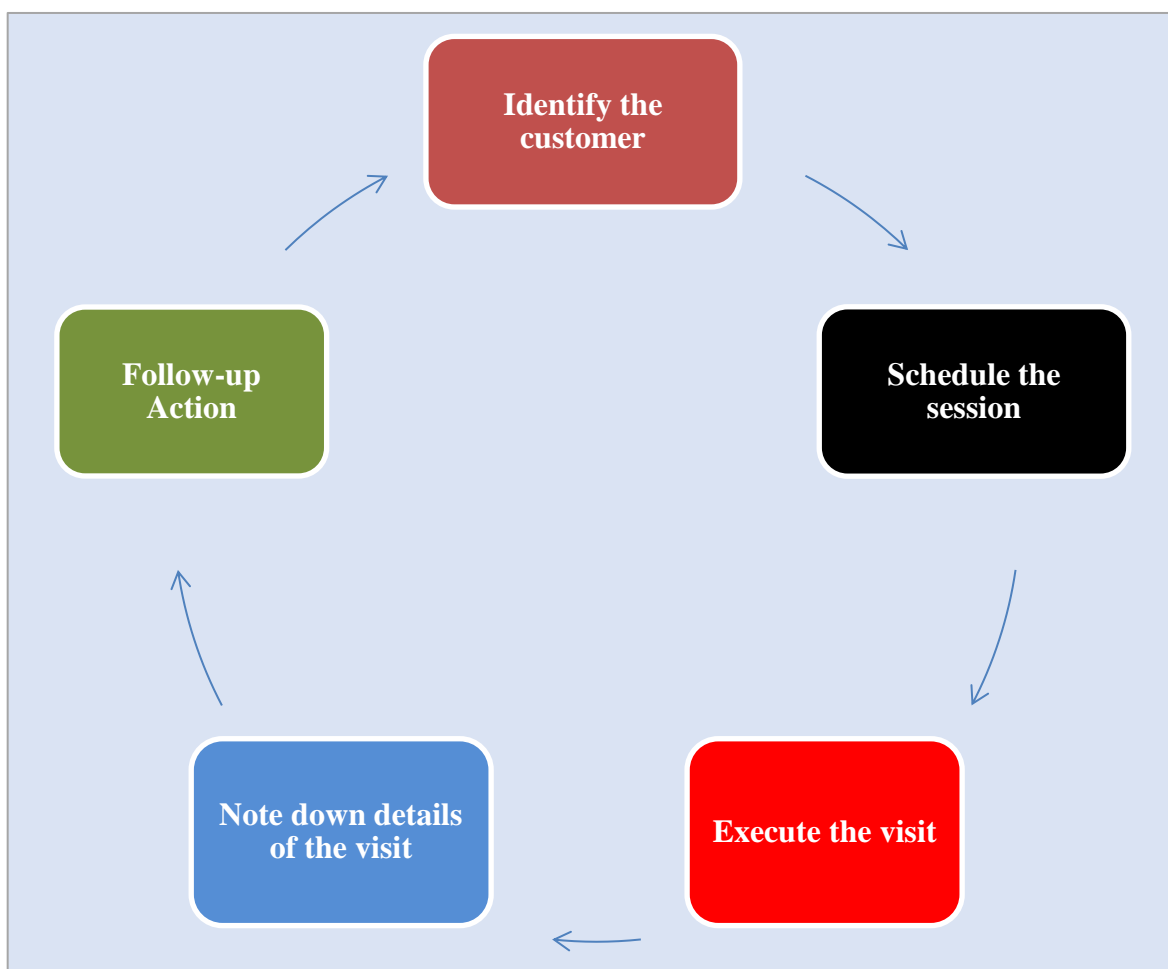 Identify the
customer
Schedule the
session
Execute the visit
Note down details
of the visit
Follow-up
Action